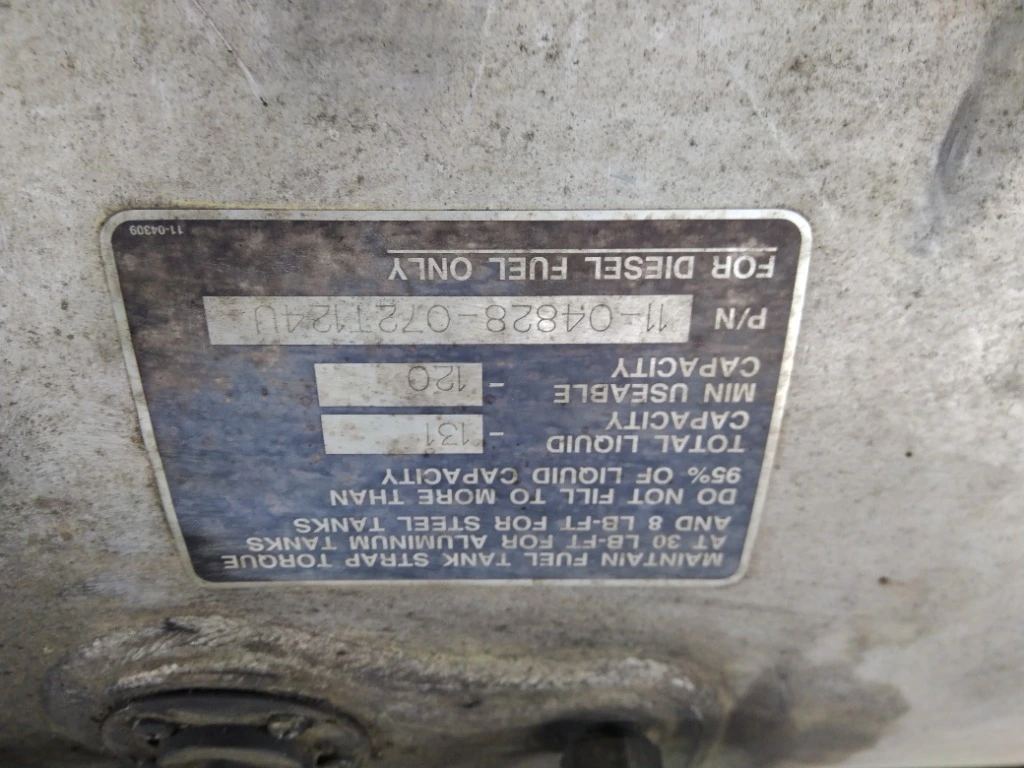 MAINTAIN FUEL TANK STRAP TORQUE
AT 30 LB-FT FOR ALUMINUM TANKS
AND 8 LB-FT FOR STEEL TANKS
DO NOT FILL TO MORE THAN
95% OF LIQUID CAPACITY
TOTAL LIQUID
CAPACITY - 131
MIN USEABLE
CAPACITY - 120
P/N 11-04828-072T124U
FOR DIESEL FUEL ONLY
11-04309